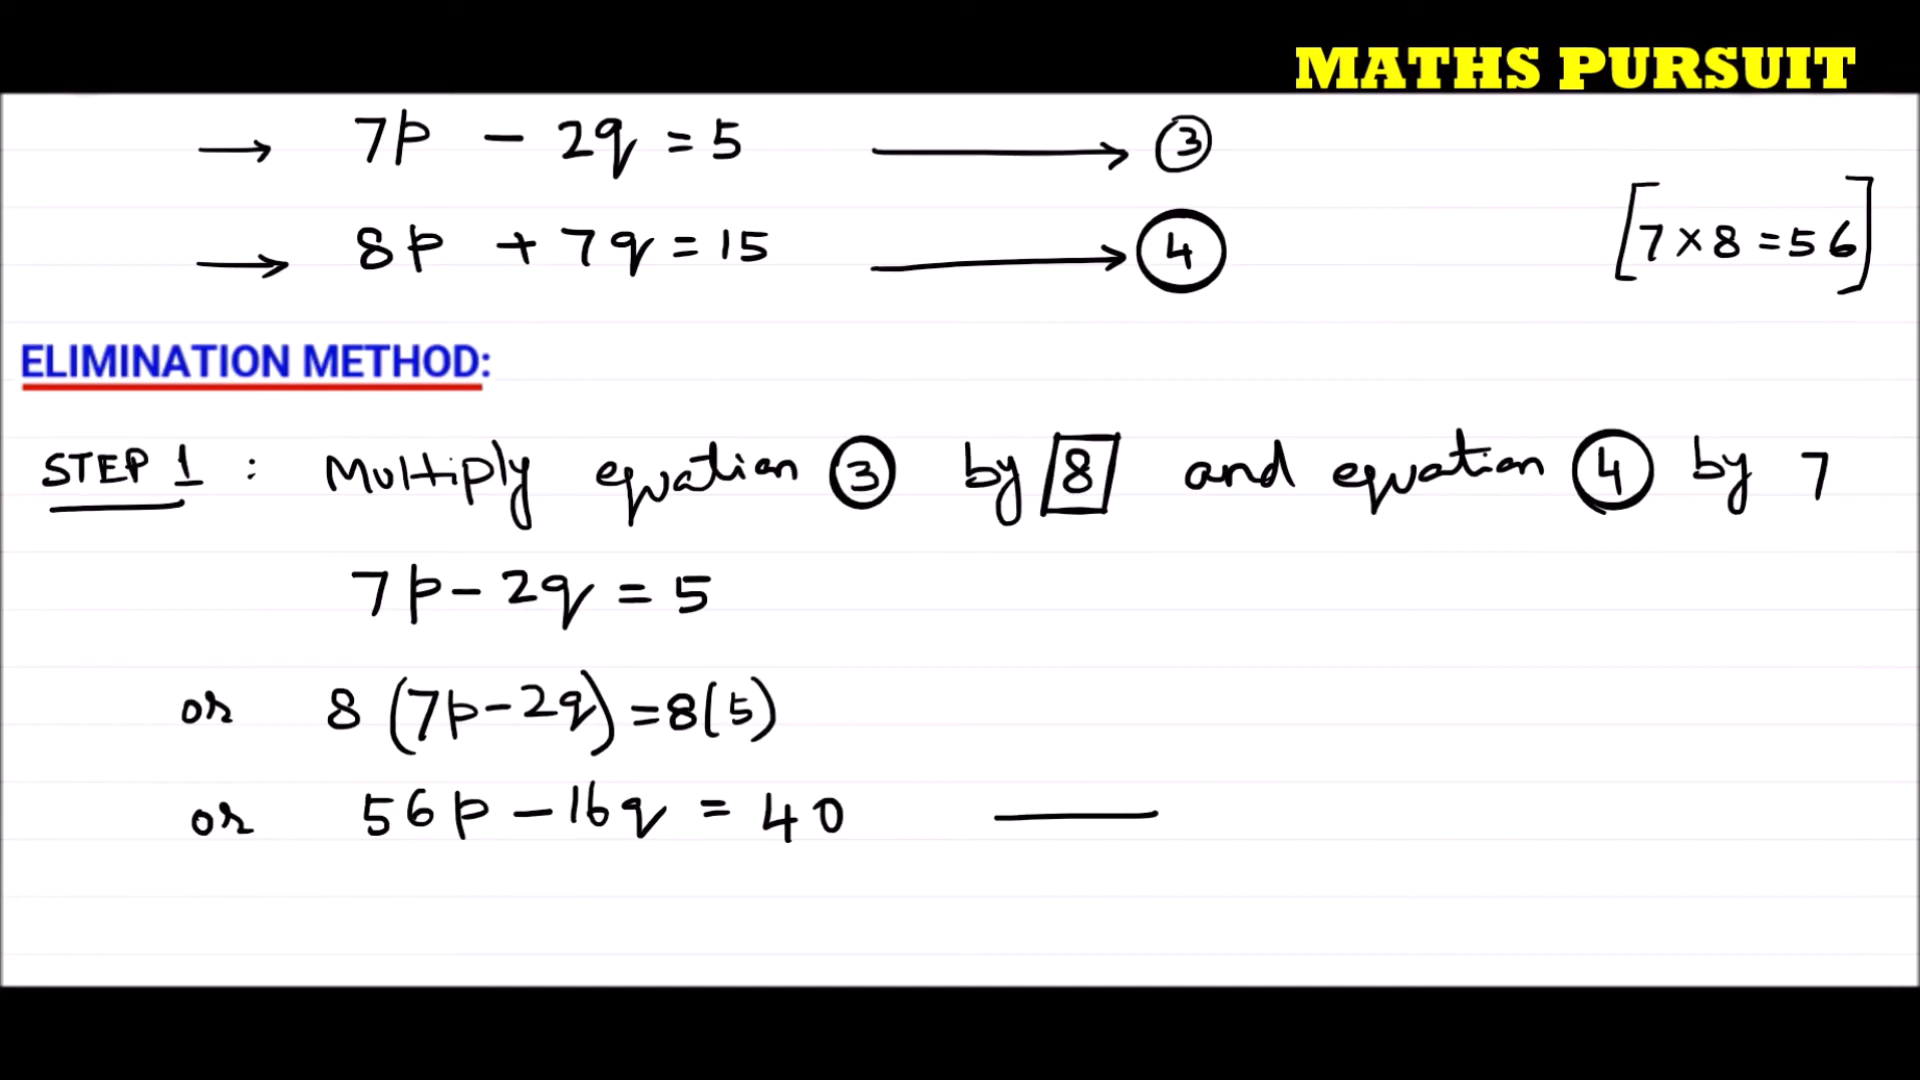 MATHS PURSUIT
→ 7p - 2q = 5 → ③
→ 8p + 7q = 15 → ④
[7 × 8 = 56]
ELIMINATION METHOD:
STEP 1 : Multiply equation ③ by 8 and equation ④ by 7
7p - 2q = 5
or 8 (7p - 2q) = 8(5)
or 56p - 16q = 40